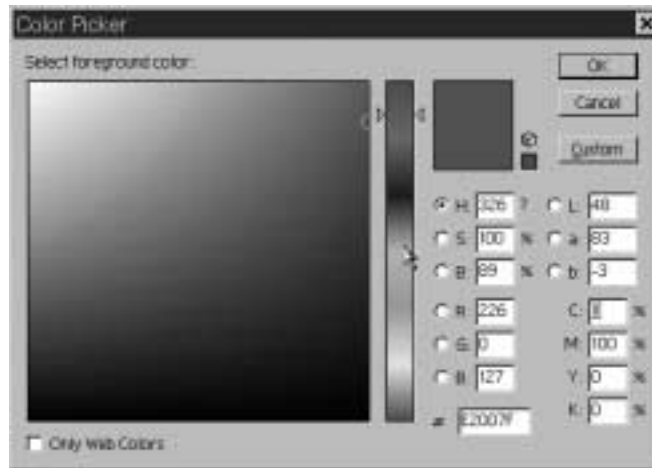 Color Picker
Select foreground color:
OK
Cancel
Custom
H: 326 ?
S: 100 %
B: 89 %
R: 226
G: 0
B: 127
# E2007F
L: 48
a: 83
b: -3
C: %
M: 100 %
Y: 0 %
K: 0 %
Only Web Colors